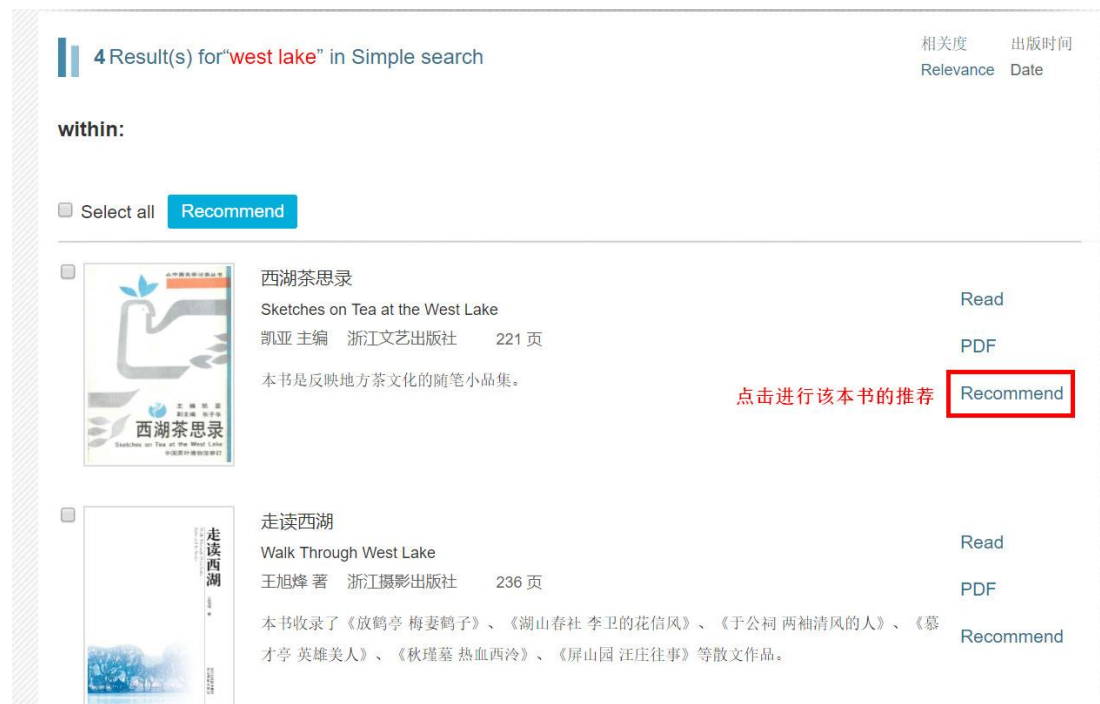 相关度 出版时间
4 Result(s) for“west lake” in Simple search
Relevance Date
within:
Select all Recommend
西湖茶思录
Sketches on Tea at the West Lake
凯亚 主编 浙江文艺出版社 221 页
本书是反映地方茶文化的随笔小品集。
Read
PDF
点击进行该本书的推荐 Recommend
西湖茶思录
Sketches on Tea at the West Lake
走读西湖
Walk Through West Lake
王旭烽 著 浙江摄影出版社 236 页
本书收录了《放鹤亭 梅妻鹤子》、《湖山春社 李卫的花信风》、《于公祠 两袖清风的人》、《慕
才亭 英雄美人》、《秋瑾墓 热血西泠》、《屏山园 汪庄往事》等散文作品。
Read
PDF
Recommend
走读西湖